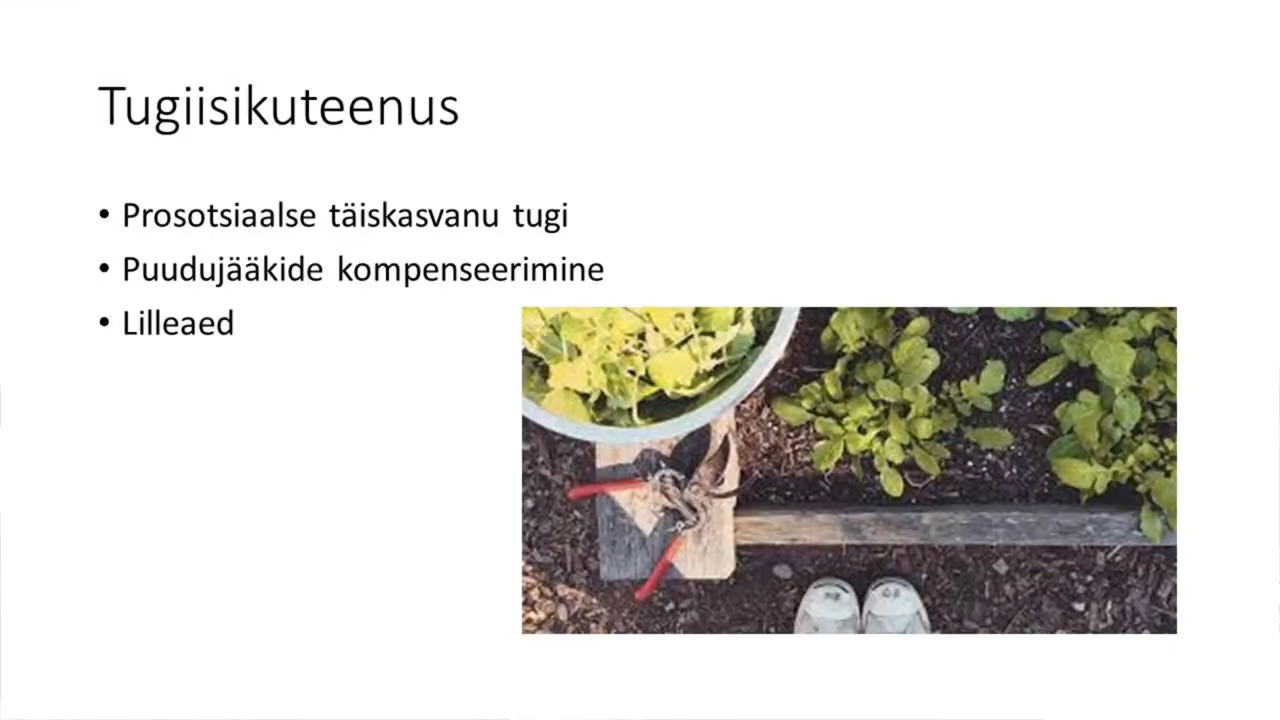 Tugiisikuteenus
• Prosotsiaalse täiskasvanu tugi
• Puudujääkide kompenseerimine
• Lilleaed